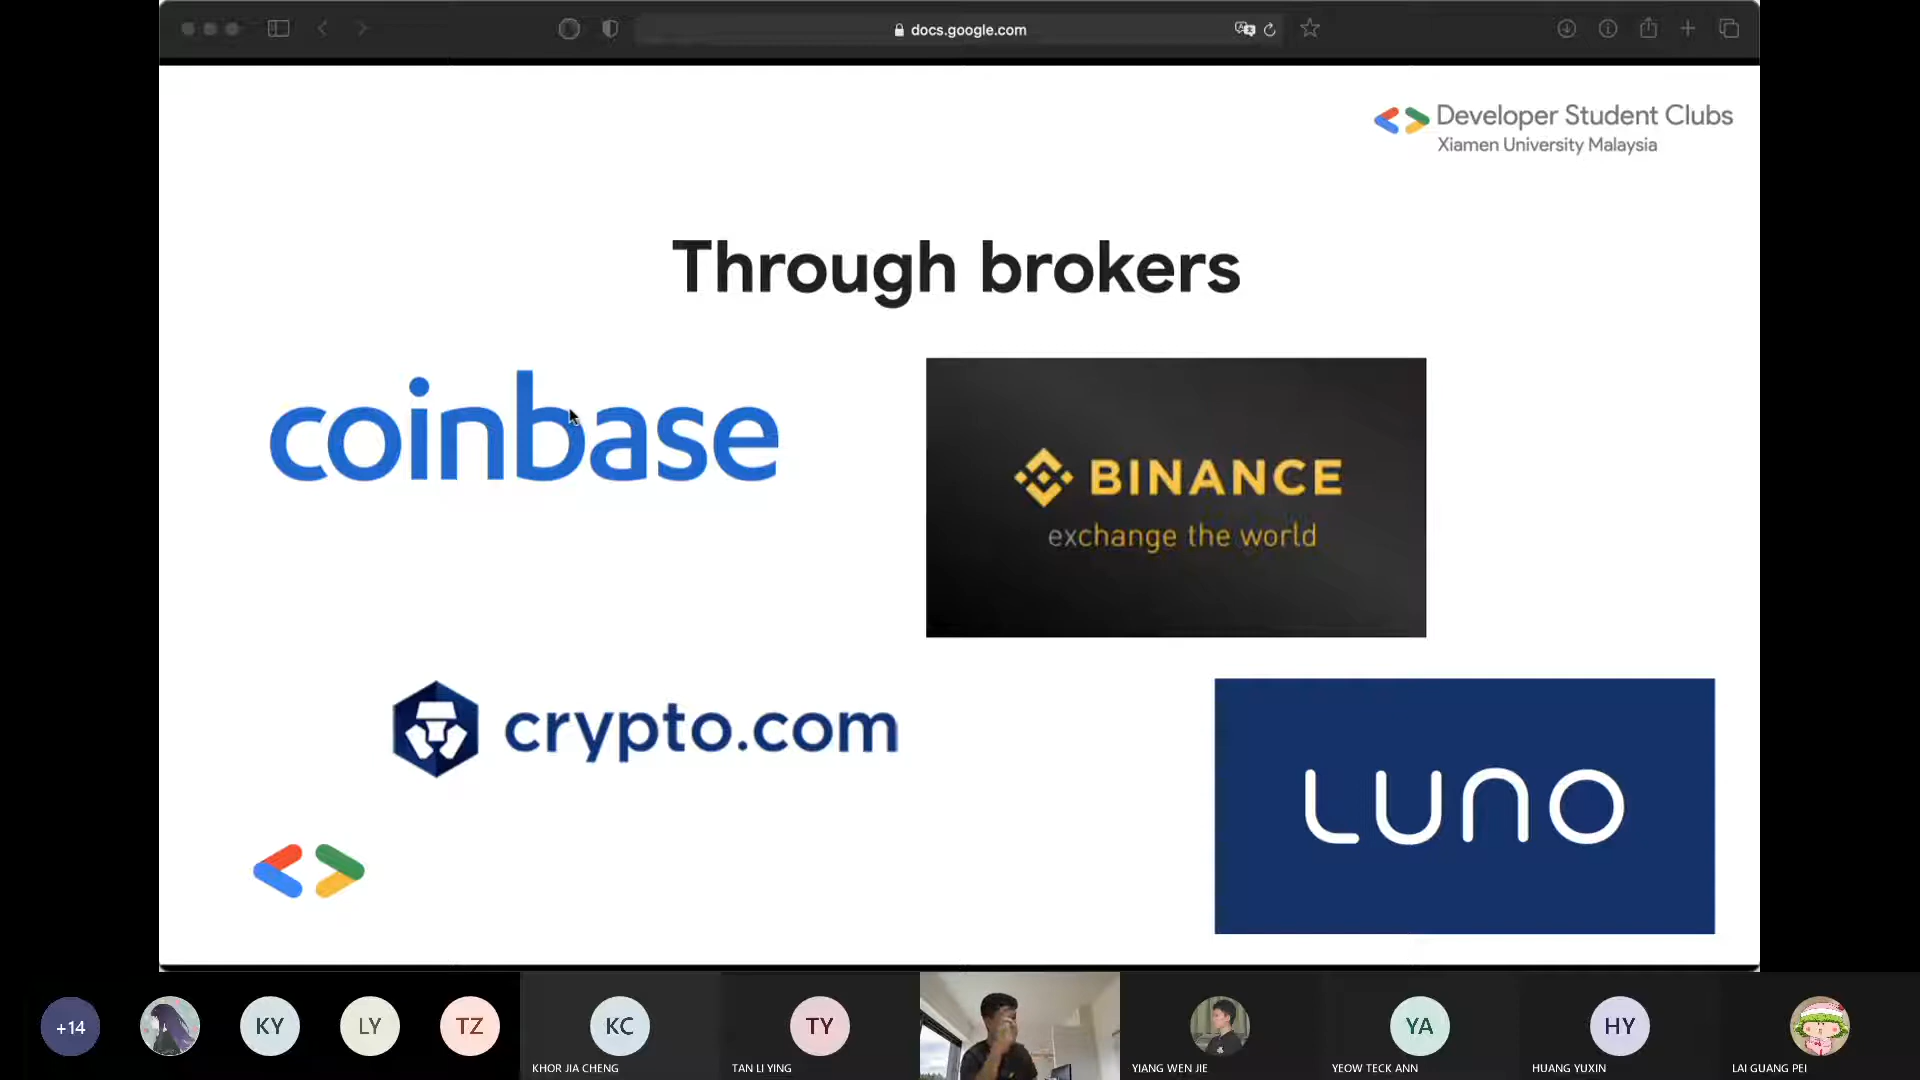 docs.google.com
Developer Student Clubs
Xiamen University Malaysia
Through brokers
coinbase
BINANCE
exchange the world
crypto.com
LUNO
+14
KY
LY
TZ
KC
TY
YA
HY
KHOR JIA CHENG
TAN LI YING
YIANG WEN JIE
YEOW TECK ANN
HUANG YUXIN
LAI GUANG PEI